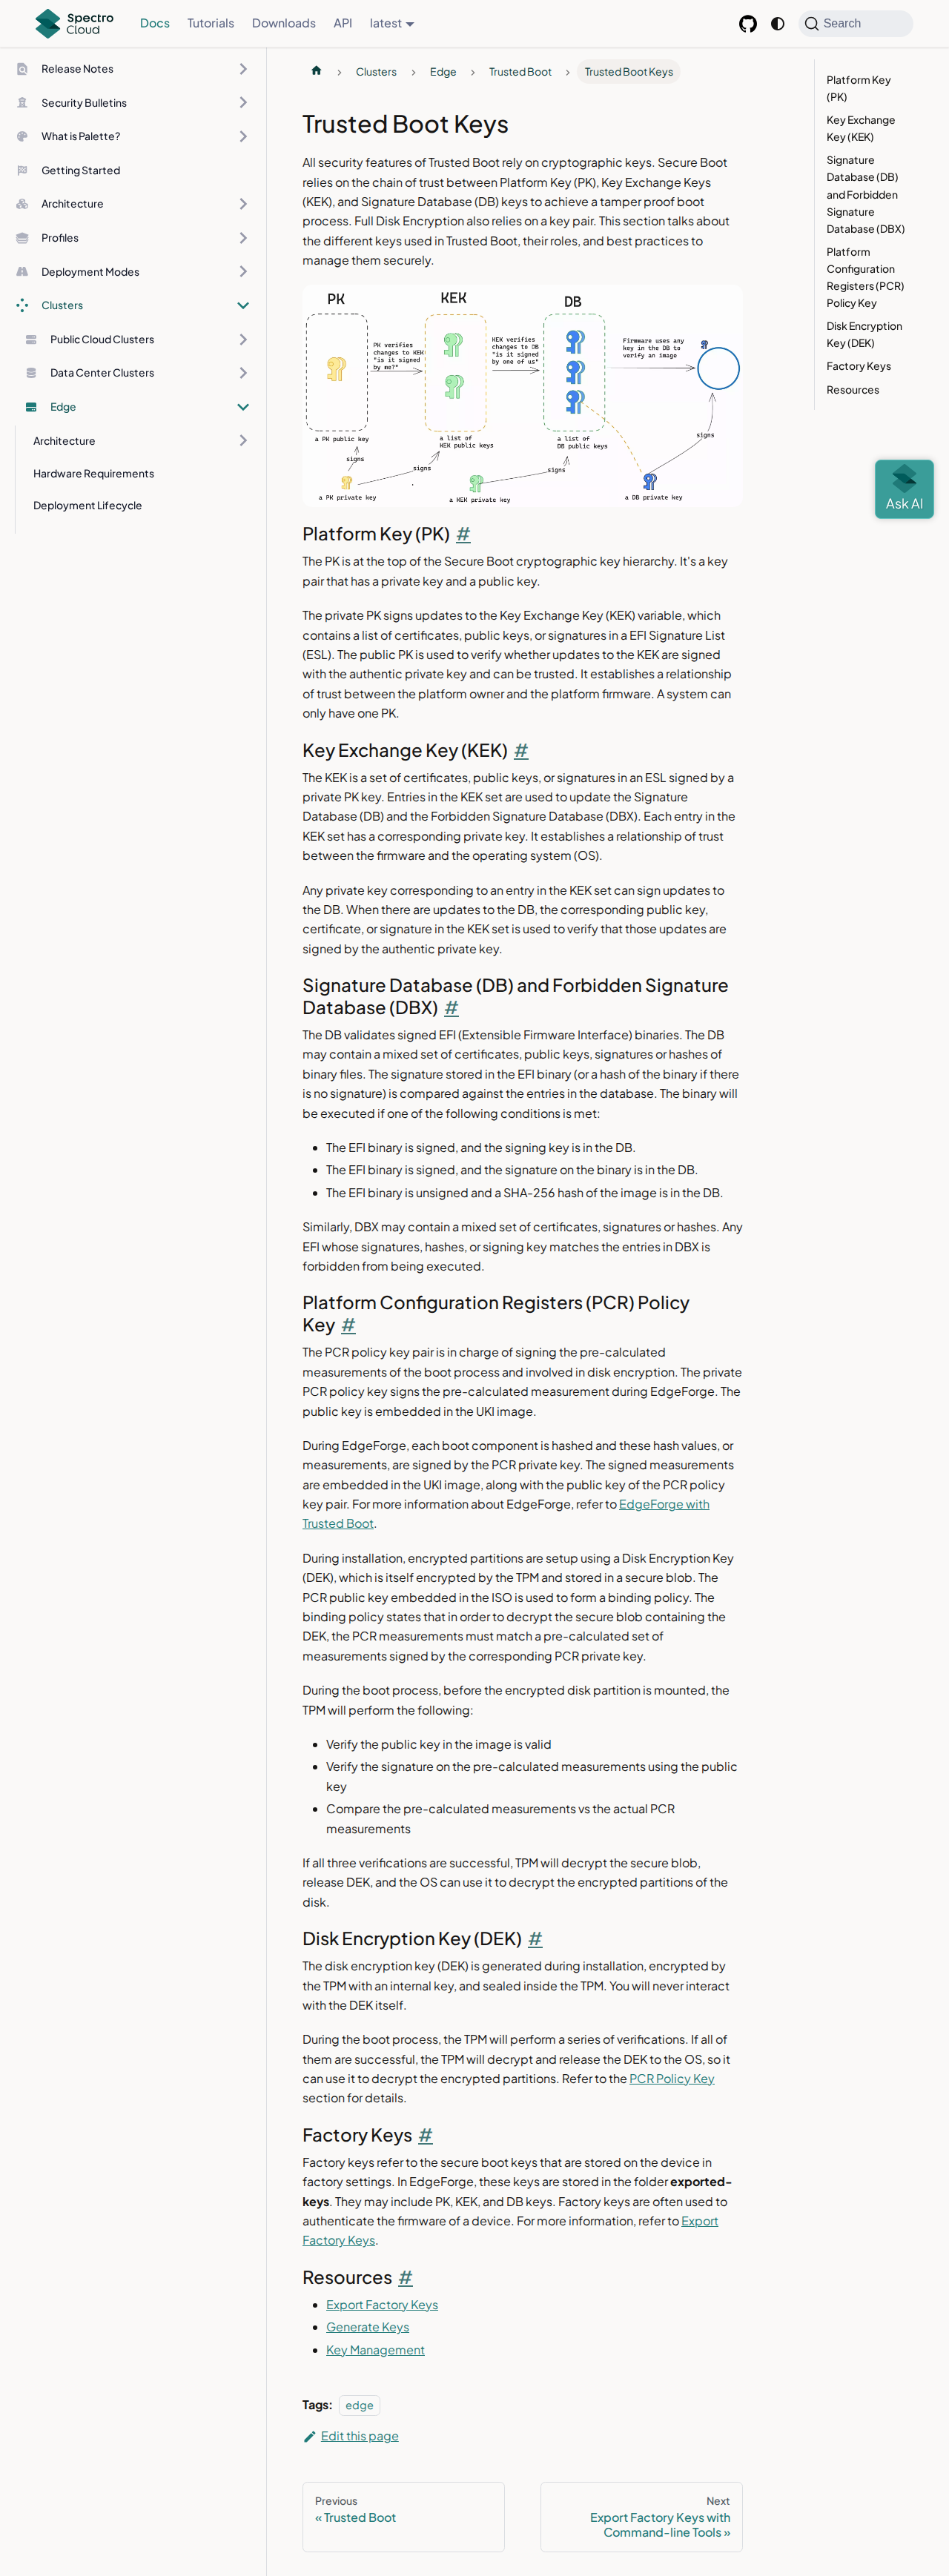 Spectro Cloud
Docs
Tutorials
Downloads
API
latest
Search
Release Notes
Security Bulletins
What is Palette?
Getting Started
Architecture
Profiles
Deployment Modes
Clusters
Public Cloud Clusters
Data Center Clusters
Edge
Architecture
Hardware Requirements
Deployment Lifecycle
Clusters
Edge
Trusted Boot
Trusted Boot Keys
Trusted Boot Keys
All security features of Trusted Boot rely on cryptographic keys. Secure Boot
relies on the chain of trust between Platform Key (PK), Key Exchange Keys
(KEK), and Signature Database (DB) keys to achieve a tamper proof boot
process. Full Disk Encryption also relies on a key pair. This section talks about
the different keys used in Trusted Boot, their roles, and best practices to
manage them securely.
PK
KEK
DB
PK verifies
changes to KEK
"is it signed
by me?"
KEK verifies
changes to DB
"is it signed
by one of us"
Firmware uses any
key in the DB to
verify an image
a PK public key
a list of
KEK public keys
a list of
DB public keys
signs
signs
signs
signs
a PK private key
a KEK private key
a DB private key
Platform Key (PK) #
The PK is at the top of the Secure Boot cryptographic key hierarchy. It's a key
pair that has a private key and a public key.
The private PK signs updates to the Key Exchange Key (KEK) variable, which
contains a list of certificates, public keys, or signatures in a EFI Signature List
(ESL). The public PK is used to verify whether updates to the KEK are signed
with the authentic private key and can be trusted. It establishes a relationship
of trust between the platform owner and the platform firmware. A system can
only have one PK.
Key Exchange Key (KEK) #
The KEK is a set of certificates, public keys, or signatures in an ESL signed by a
private PK key. Entries in the KEK set are used to update the Signature
Database (DB) and the Forbidden Signature Database (DBX). Each entry in the
KEK set has a corresponding private key. It establishes a relationship of trust
between the firmware and the operating system (OS).
Any private key corresponding to an entry in the KEK set can sign updates to
the DB. When there are updates to the DB, the corresponding public key,
certificate, or signature in the KEK set is used to verify that those updates are
signed by the authentic private key.
Signature Database (DB) and Forbidden Signature
Database (DBX) #
The DB validates signed EFI (Extensible Firmware Interface) binaries. The DB
may contain a mixed set of certificates, public keys, signatures or hashes of
binary files. The signature stored in the EFI binary (or a hash of the binary if there
is no signature) is compared against the entries in the database. The binary will
be executed if one of the following conditions is met:
The EFI binary is signed, and the signing key is in the DB.
The EFI binary is signed, and the signature on the binary is in the DB.
The EFI binary is unsigned and a SHA-256 hash of the image is in the DB.
Similarly, DBX may contain a mixed set of certificates, signatures or hashes. Any
EFI whose signatures, hashes, or signing key matches the entries in DBX is
forbidden from being executed.
Platform Configuration Registers (PCR) Policy
Key #
The PCR policy key pair is in charge of signing the pre-calculated
measurements of the boot process and involved in disk encryption. The private
PCR policy key signs the pre-calculated measurement during EdgeForge. The
public key is embedded in the UKI image.
During EdgeForge, each boot component is hashed and these hash values, or
measurements, are signed by the PCR private key. The signed measurements
are embedded in the UKI image, along with the public key of the PCR policy
key pair. For more information about EdgeForge, refer to EdgeForge with
Trusted Boot.
During installation, encrypted partitions are setup using a Disk Encryption Key
(DEK), which is itself encrypted by the TPM and stored in a secure blob. The
PCR public key embedded in the ISO is used to form a binding policy. The
binding policy states that in order to decrypt the secure blob containing the
DEK, the PCR measurements must match a pre-calculated set of
measurements signed by the corresponding PCR private key.
During the boot process, before the encrypted disk partition is mounted, the
TPM will perform the following:
Verify the public key in the image is valid
Verify the signature on the pre-calculated measurements using the public
key
Compare the pre-calculated measurements vs the actual PCR
measurements
If all three verifications are successful, TPM will decrypt the secure blob,
release DEK, and the OS can use it to decrypt the encrypted partitions of the
disk.
Disk Encryption Key (DEK) #
The disk encryption key (DEK) is generated during installation, encrypted by
the TPM with an internal key, and sealed inside the TPM. You will never interact
with the DEK itself.
During the boot process, the TPM will perform a series of verifications. If all of
them are successful, the TPM will decrypt and release the DEK to the OS, so it
can use it to decrypt the encrypted partitions. Refer to the PCR Policy Key
section for details.
Factory Keys #
Factory keys refer to the secure boot keys that are stored on the device in
factory settings. In EdgeForge, these keys are stored in the folder exported-
keys. They may include PK, KEK, and DB keys. Factory keys are often used to
authenticate the firmware of a device. For more information, refer to Export
Factory Keys.
Resources #
Export Factory Keys
Generate Keys
Key Management
Tags: edge
Edit this page
Previous
« Trusted Boot
Next
Export Factory Keys with
Command-line Tools »
Platform Key
(PK)
Key Exchange
Key (KEK)
Signature
Database (DB)
and Forbidden
Signature
Database (DBX)
Platform
Configuration
Registers (PCR)
Policy Key
Disk Encryption
Key (DEK)
Factory Keys
Resources
Ask AI